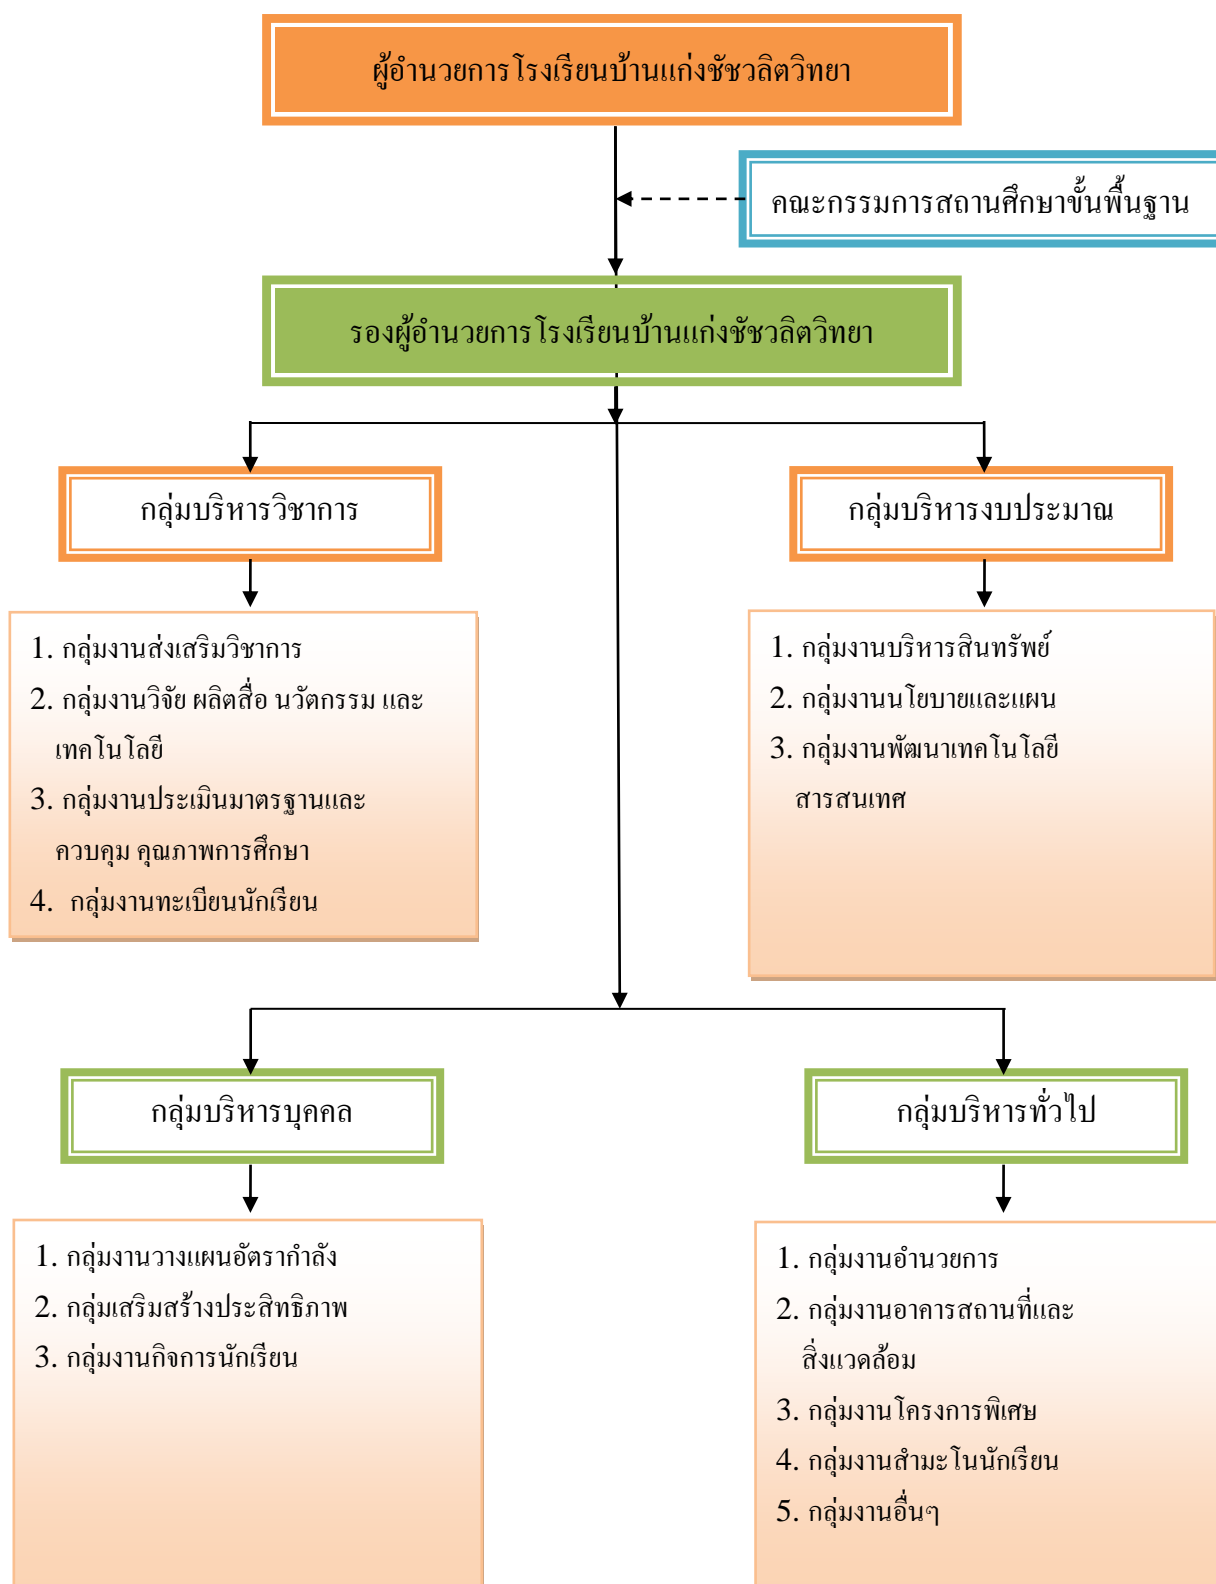 ผู้อำนวยการโรงเรียนบ้านแก่งชัชวลิตวิทยา
คณะกรรมการสถานศึกษาขั้นพื้นฐาน
รองผู้อำนวยการโรงเรียนบ้านแก่งชัชวลิตวิทยา
กลุ่มบริหารวิชาการ
กลุ่มบริหารงบประมาณ
1. กลุ่มงานส่งเสริมวิชาการ
2. กลุ่มงานวิจัย ผลิตสื่อ นวัตกรรม และ
เทคโนโลยี
3. กลุ่มงานประเมินมาตรฐานและ
ควบคุม คุณภาพการศึกษา
4. กลุ่มงานทะเบียนนักเรียน
1. กลุ่มงานบริหารสินทรัพย์
2. กลุ่มงานนโยบายและแผน
3. กลุ่มงานพัฒนาเทคโนโลยี
สารสนเทศ
กลุ่มบริหารบุคคล
กลุ่มบริหารทั่วไป
1. กลุ่มงานวางแผนอัตรากำลัง
2. กลุ่มเสริมสร้างประสิทธิภาพ
3. กลุ่มงานกิจการนักเรียน
1. กลุ่มงานอำนวยการ
2. กลุ่มงานอาคารสถานที่และ
สิ่งแวดล้อม
3. กลุ่มงานโครงการพิเศษ
4. กลุ่มงานสำมะโนนักเรียน
5. กลุ่มงานอื่นๆ